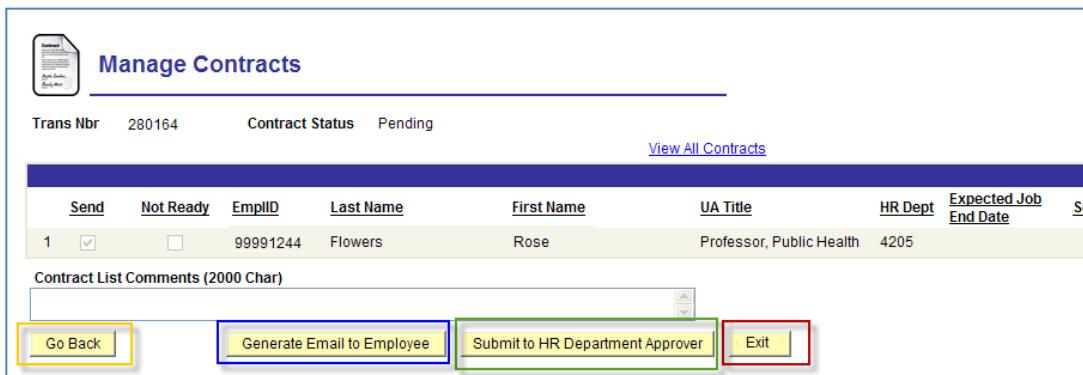 Contract
Manage Contracts
Trans Nbr 280164 Contract Status Pending
View All Contracts
Send Not Ready EmplID Last Name First Name UA Title HR Dept Expected Job
End Date
1 99991244 Flowers Rose Professor, Public Health 4205
Contract List Comments (2000 Char)
Go Back Generate Email to Employee Submit to HR Department Approver Exit